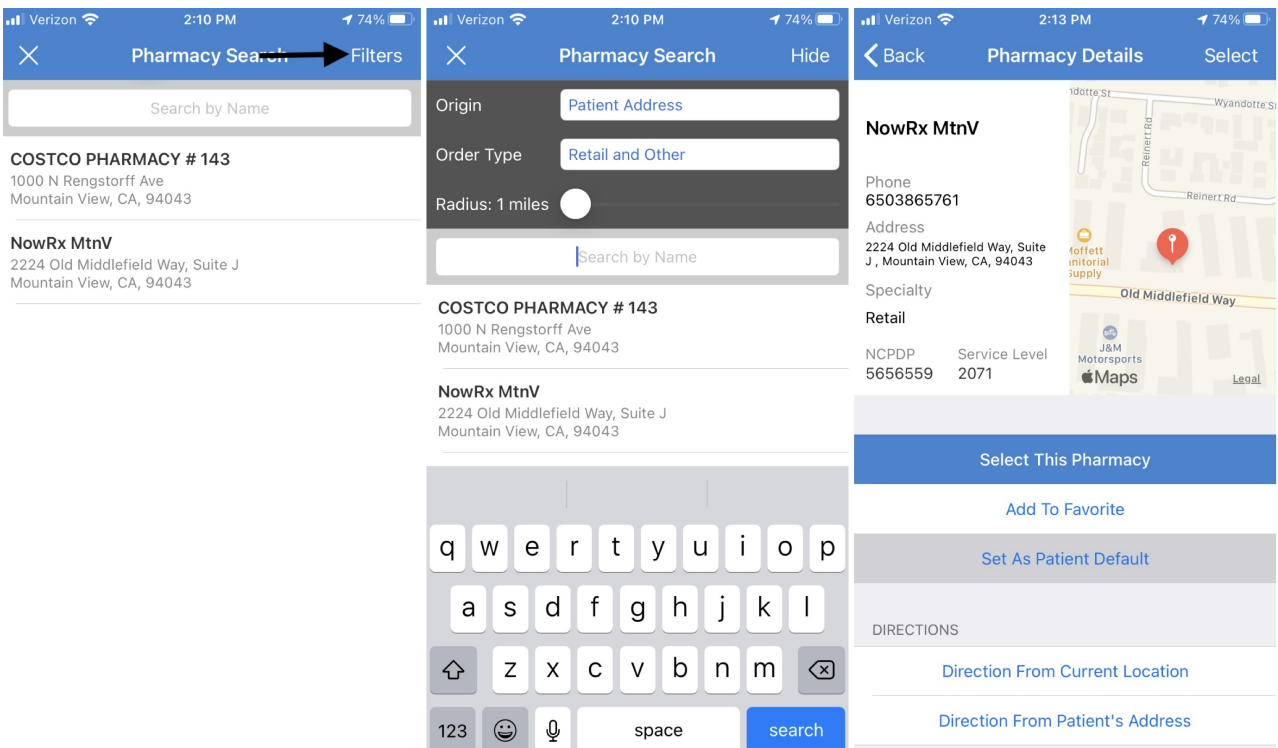 Verizon 2:10 PM 74%
Pharmacy Search Filters
Search by Name
COSTCO PHARMACY # 143
1000 N Rengstorff Ave
Mountain View, CA, 94043
NowRx MtnV
2224 Old Middlefield Way, Suite J
Mountain View, CA, 94043
Verizon 2:10 PM 74%
Pharmacy Search Hide
Origin Patient Address
Order Type Retail and Other
Radius: 1 miles
Search by Name
COSTCO PHARMACY # 143
1000 N Rengstorff Ave
Mountain View, CA, 94043
NowRx MtnV
2224 Old Middlefield Way, Suite J
Mountain View, CA, 94043
q w e r t y u i o p
a s d f g h j k l
z x c v b n m
123 space search
Verizon 2:13 PM 74%
Back Pharmacy Details Select
NowRx MtnV
Phone
6503865761
Address
2224 Old Middlefield Way, Suite
J , Mountain View, CA, 94043
Specialty
Retail
NCPDP Service Level
5656559 2071
ndotte St
Wyandotte S
Reinert Rd
Reinert Rd
Moffett
anitorial
Supply
Old Middlefield Way
J&M
Motorsports
Maps Legal
Select This Pharmacy
Add To Favorite
Set As Patient Default
DIRECTIONS
Direction From Current Location
Direction From Patient's Address